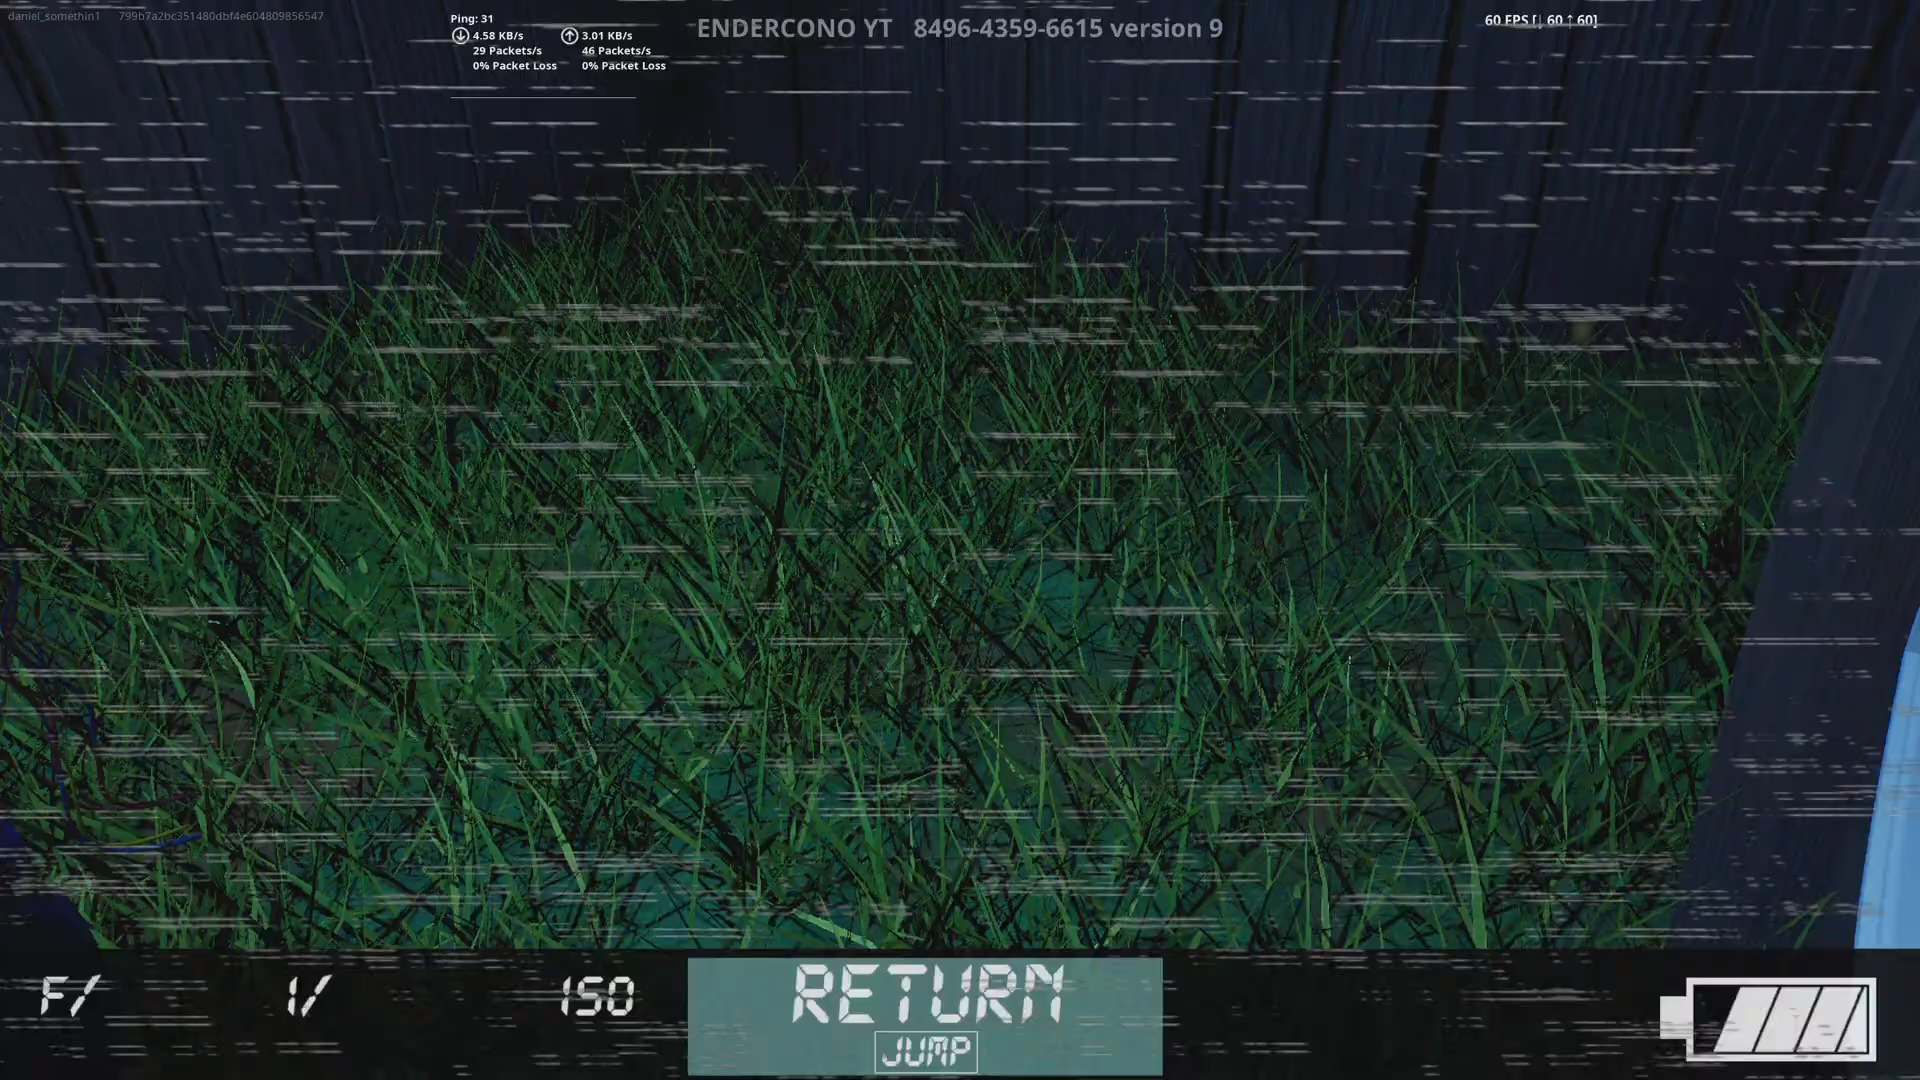 daniel_somethin1 799b7a2bc351480dbf4e604809856547
Ping: 31
4.58 KB/s 3.01 KB/s
29 Packets/s 46 Packets/s
0% Packet Loss 0% Packet Loss
ENDERCONO YT 8496-4359-6615 version 9
60 FPS [↓ 60 ↑ 60]
F/ 1/ ISO RETURN
JUMP